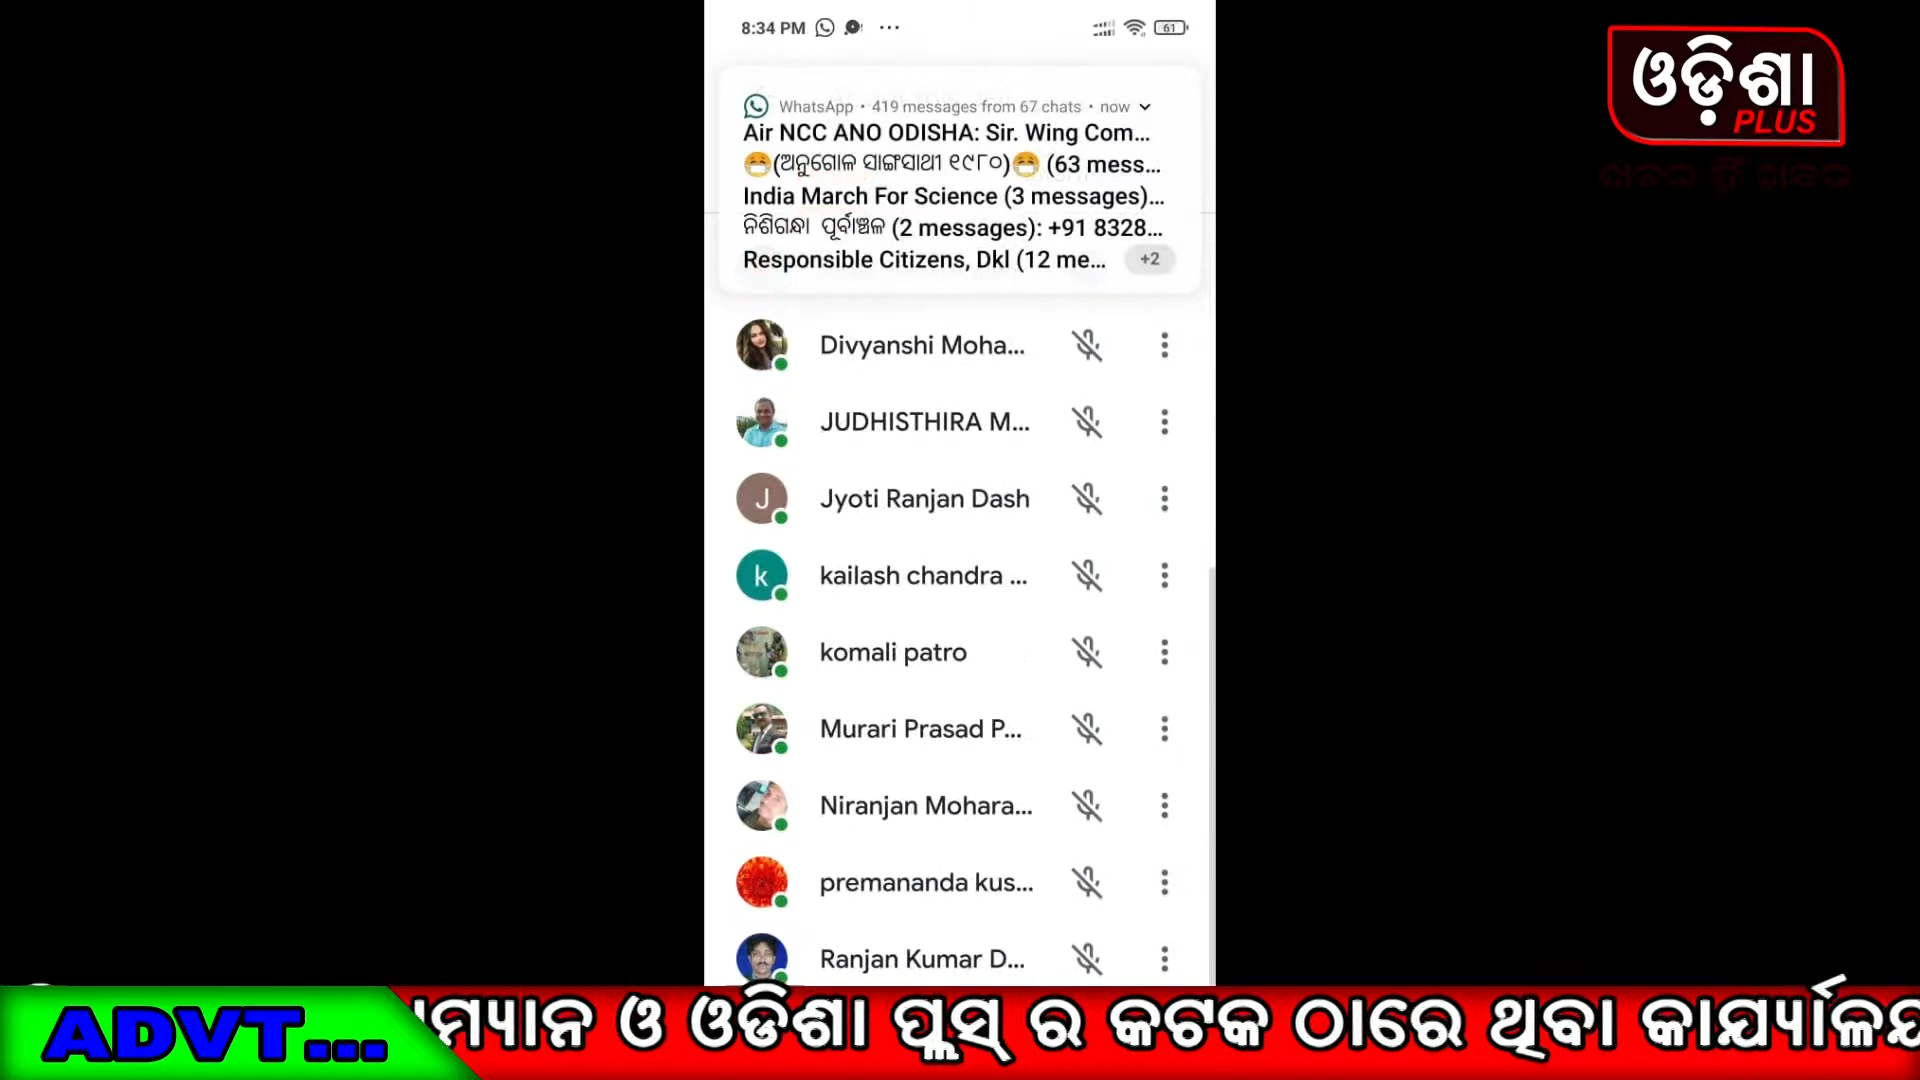 8:34 PM
61
WhatsApp • 419 messages from 67 chats • now
Air NCC ANO ODISHA: Sir. Wing Com...
😷(ଅନୁଗୋଳ ସାଙ୍ଗସାଥୀ ୧୯୮୦)😷 (63 mess...
India March For Science (3 messages)...
ନିଶିଗନ୍ଧା ପୂର୍ବାଞ୍ଚଳ (2 messages): +91 8328...
Responsible Citizens, Dkl (12 me...
+2
Divyanshi Moha...
JUDHISTHIRA M...
J
Jyoti Ranjan Dash
k
kailash chandra ...
komali patro
Murari Prasad P...
Niranjan Mohara...
premananda kus...
Ranjan Kumar D...
ଓଡ଼ିଶା
PLUS
ADVT...
ଓ ଓଡିଶା ପ୍ଲସ୍ ର କଟକ ଠାରେ ଥିବା